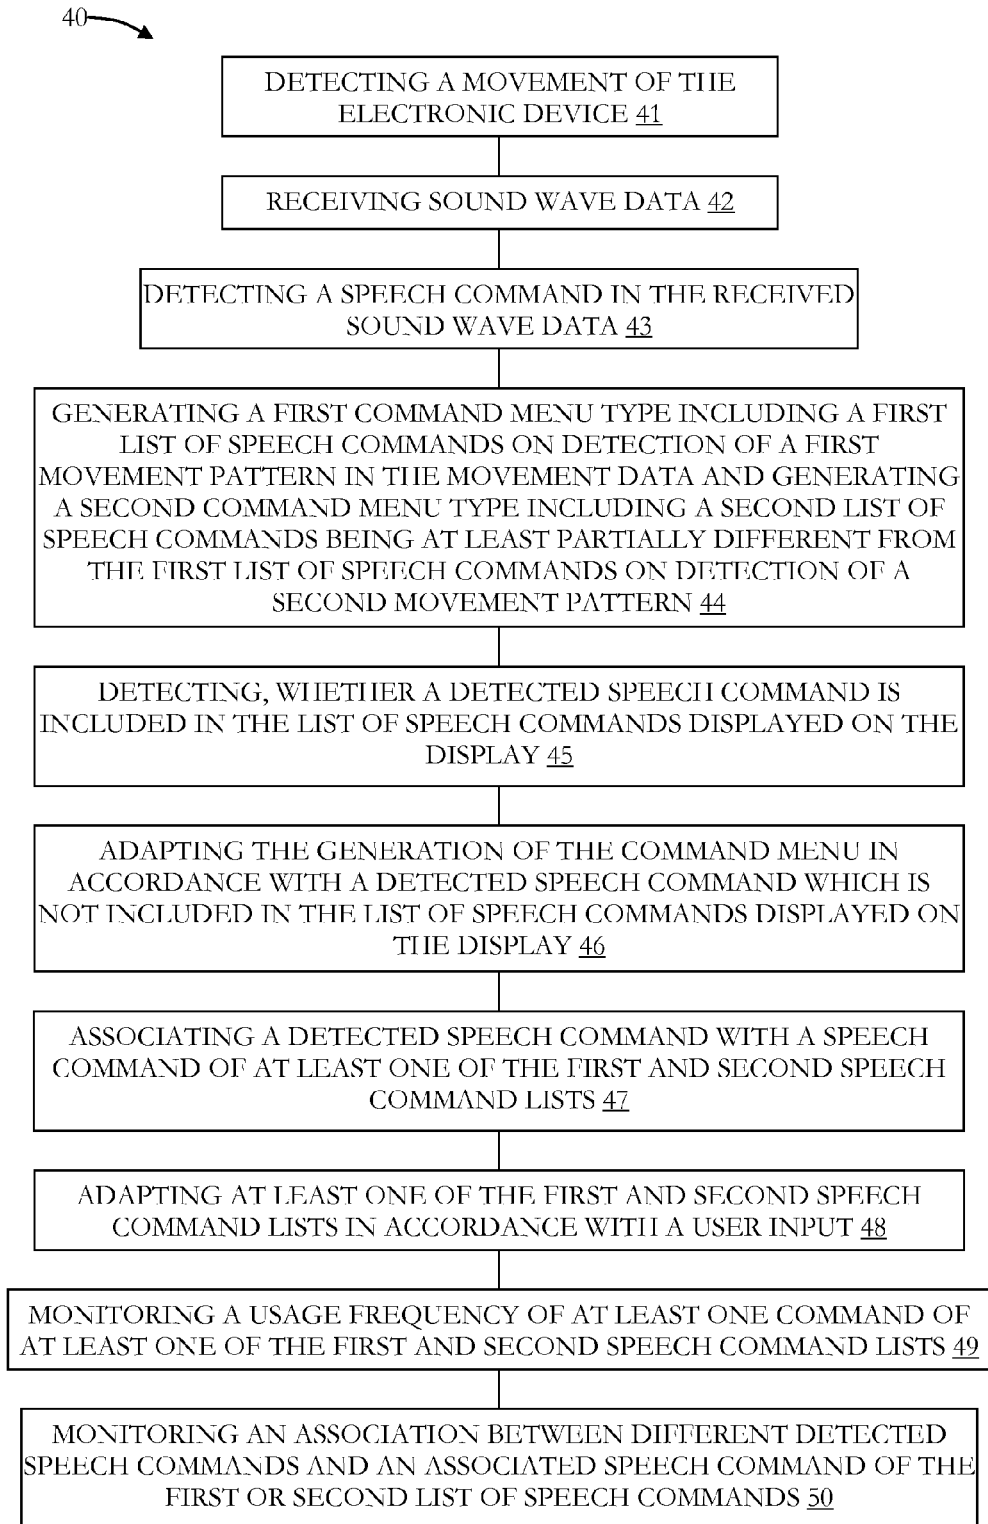 40
DETECTING A MOVEMENT OF THE
ELECTRONIC DEVICE 41
RECEIVING SOUND WAVE DATA 42
DETECTING A SPEECH COMMAND IN THE RECEIVED
SOUND WAVE DATA 43
GENERATING A FIRST COMMAND MENU TYPE INCLUDING A FIRST
LIST OF SPEECH COMMANDS ON DETECTION OF A FIRST
MOVEMENT PATTERN IN THE MOVEMENT DATA AND GENERATING
A SECOND COMMAND MENU TYPE INCLUDING A SECOND LIST OF
SPEECH COMMANDS BEING AT LEAST PARTIALLY DIFFERENT FROM
THE FIRST LIST OF SPEECH COMMANDS ON DETECTION OF A
SECOND MOVEMENT PATTERN 44
DETECTING, WHETHER A DETECTED SPEECH COMMAND IS
INCLUDED IN THE LIST OF SPEECH COMMANDS DISPLAYED ON THE
DISPLAY 45
ADAPTING THE GENERATION OF THE COMMAND MENU IN
ACCORDANCE WITH A DETECTED SPEECH COMMAND WHICH IS
NOT INCLUDED IN THE LIST OF SPEECH COMMANDS DISPLAYED ON
THE DISPLAY 46
ASSOCIATING A DETECTED SPEECH COMMAND WITH A SPEECH
COMMAND OF AT LEAST ONE OF THE FIRST AND SECOND SPEECH
COMMAND LISTS 47
ADAPTING AT LEAST ONE OF THE FIRST AND SECOND SPEECH
COMMAND LISTS IN ACCORDANCE WITH A USER INPUT 48
MONITORING A USAGE FREQUENCY OF AT LEAST ONE COMMAND OF
AT LEAST ONE OF THE FIRST AND SECOND SPEECH COMMAND LISTS 49
MONITORING AN ASSOCIATION BETWEEN DIFFERENT DETECTED
SPEECH COMMANDS AND AN ASSOCIATED SPEECH COMMAND OF THE
FIRST OR SECOND LIST OF SPEECH COMMANDS 50